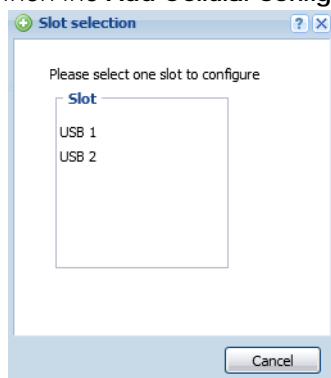 Slot selection
Please select one slot to configure
Slot
USB 1
USB 2
Cancel